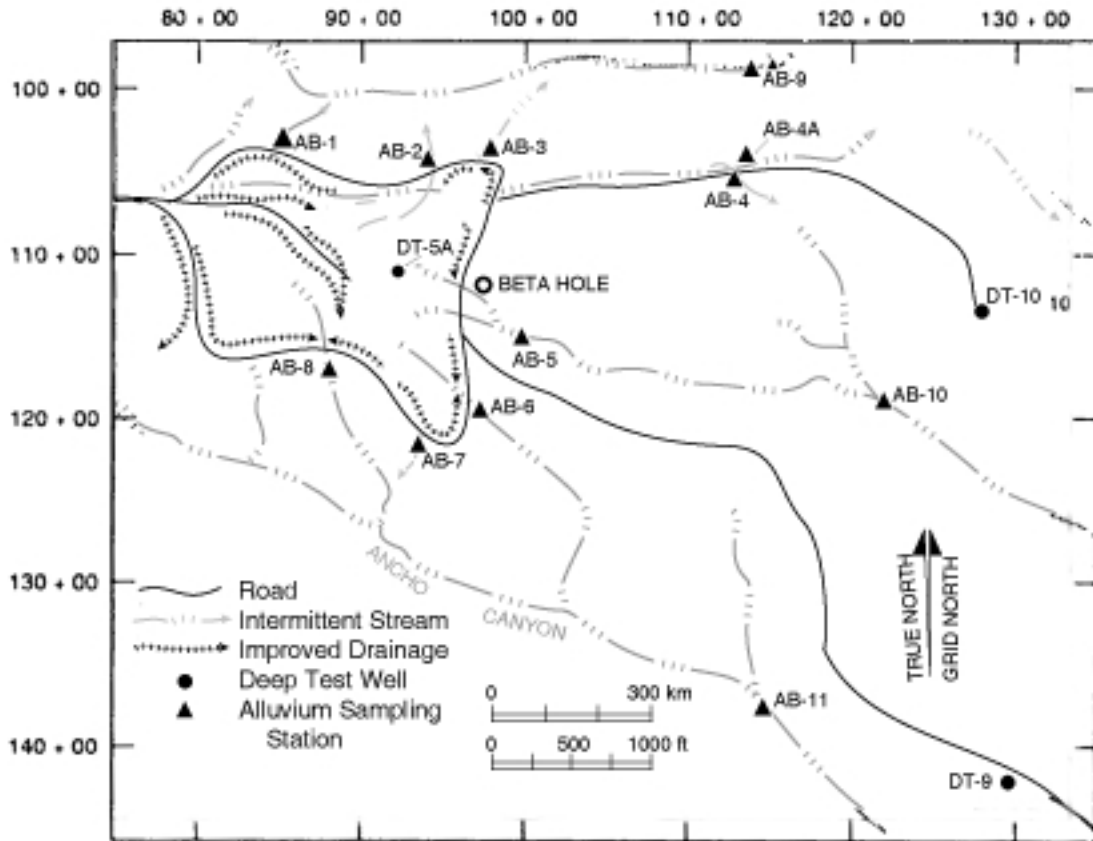 80 + 00 90 + 00 100 + 00 110 + 00 120 + 00 130 + 00
100 + 00
AB-9
AB-1
AB-2
AB-3
AB-4A
AB-4
110 + 00
DT-5A
BETA HOLE
DT-10
10
AB-8
AB-5
AB-10
AB-6
120 + 00
AB-7
ANCHO
CANYON
130 + 00
TRUE NORTH
GRID NORTH
Road
Intermittent Stream
Improved Drainage
Deep Test Well
Alluvium Sampling
Station
0 300 km
0 500 1000 ft
AB-11
140 + 00
DT-9